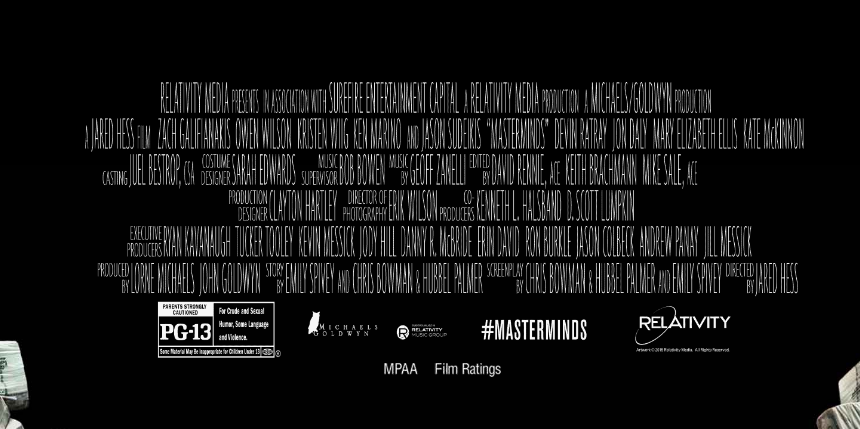 RELATIVITY MEDIA PRESENTS IN ASSOCIATION WITH SUREFIRE ENTERTAINMENT CAPITAL A RELATIVITY MEDIA PRODUCTION A MICHAELS/GOLDWYN PRODUCTION
A JARED HESS FILM ZACH GALIFIANAKIS OWEN WILSON KRISTEN WIIG KEN MARINO AND JASON SUDEIKIS "MASTERMINDS" DEVIN RATRAY JON DALY MARY ELIZABETH ELLIS KATE McKINNON
CASTING JUEL BESTROP, CSA COSTUME DESIGNER SARAH EDWARDS MUSIC SUPERVISOR BOB BOWEN MUSIC BY GEOFF ZANELLI EDITED BY DAVID RENNIE, ACE KEITH BRACHMANN MIKE SALE, ACE
PRODUCTION DESIGNER CLAYTON HARTLEY DIRECTOR OF PHOTOGRAPHY ERIK WILSON CO-PRODUCERS KENNETH L. HALSBAND D. SCOTT LUMPKIN
EXECUTIVE PRODUCERS RYAN KAVANAUGH TUCKER TOOLEY KEVIN MESSICK JODY HILL DANNY R. McBRIDE ERIN DAVID RON BURKLE JASON COLBECK ANDREW PANAY JILL MESSICK
PRODUCED BY LORNE MICHAELS JOHN GOLDWYN STORY BY EMILY SPIVEY AND CHRIS BOWMAN & HUBBEL PALMER SCREENPLAY BY CHRIS BOWMAN & HUBBEL PALMER AND EMILY SPIVEY DIRECTED BY JARED HESS
PARENTS STRONGLY CAUTIONED
PG-13
For Crude and Sexual
Humor, Some Language
and Violence.
Some Material May Be Inappropriate for Children Under 13
MICHAELS
GOLDWYN
RELATIVITY
MUSIC GROUP
#MASTERMINDS
RELATIVITY
MPAA Film Ratings